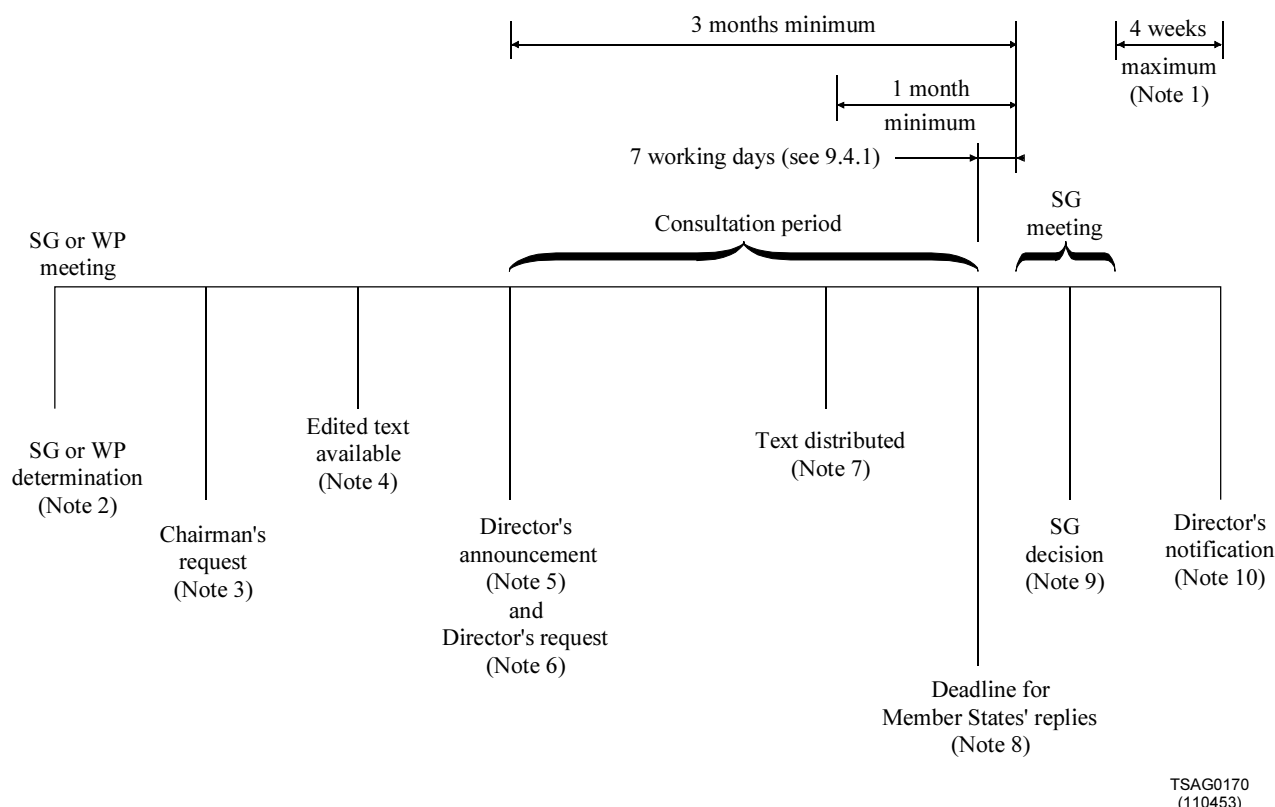 3 months minimum
4 weeks
maximum
(Note 1)
1 month
minimum
7 working days (see 9.4.1)
SG
meeting
Consultation period
SG or WP
meeting
SG or WP
determination
(Note 2)
Chairman's
request
(Note 3)
Edited text
available
(Note 4)
Director's
announcement
(Note 5)
and
Director's request
(Note 6)
Text distributed
(Note 7)
Deadline for
Member States' replies
(Note 8)
SG
decision
(Note 9)
Director's
notification
(Note 10)
TSAG0170
(110453)